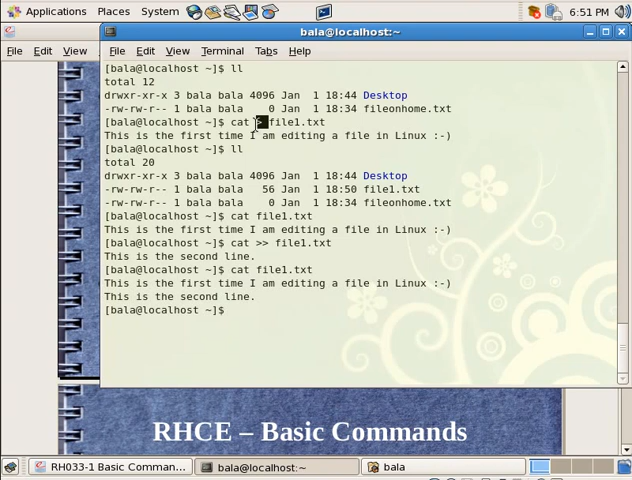 Applications Places System 6:51 PM
bala@localhost:~
File Edit View
File Edit View Terminal Tabs Help
[bala@localhost ~]$ ll
total 12
drwxr-xr-x 3 bala bala 4096 Jan  1 18:44 Desktop
-rw-rw-r-- 1 bala bala    0 Jan  1 18:34 fileonhome.txt
[bala@localhost ~]$ cat > file1.txt
This is the first time I am editing a file in Linux :-)
[bala@localhost ~]$ ll
total 20
drwxr-xr-x 3 bala bala 4096 Jan  1 18:44 Desktop
-rw-rw-r-- 1 bala bala   56 Jan  1 18:50 file1.txt
-rw-rw-r-- 1 bala bala    0 Jan  1 18:34 fileonhome.txt
[bala@localhost ~]$ cat file1.txt
This is the first time I am editing a file in Linux :-)
[bala@localhost ~]$ cat >> file1.txt
This is the second line.
[bala@localhost ~]$ cat file1.txt
This is the first time I am editing a file in Linux :-)
This is the second line.
[bala@localhost ~]$
RHCE – Basic Commands
RH033-1 Basic Comman... bala@localhost:~ bala